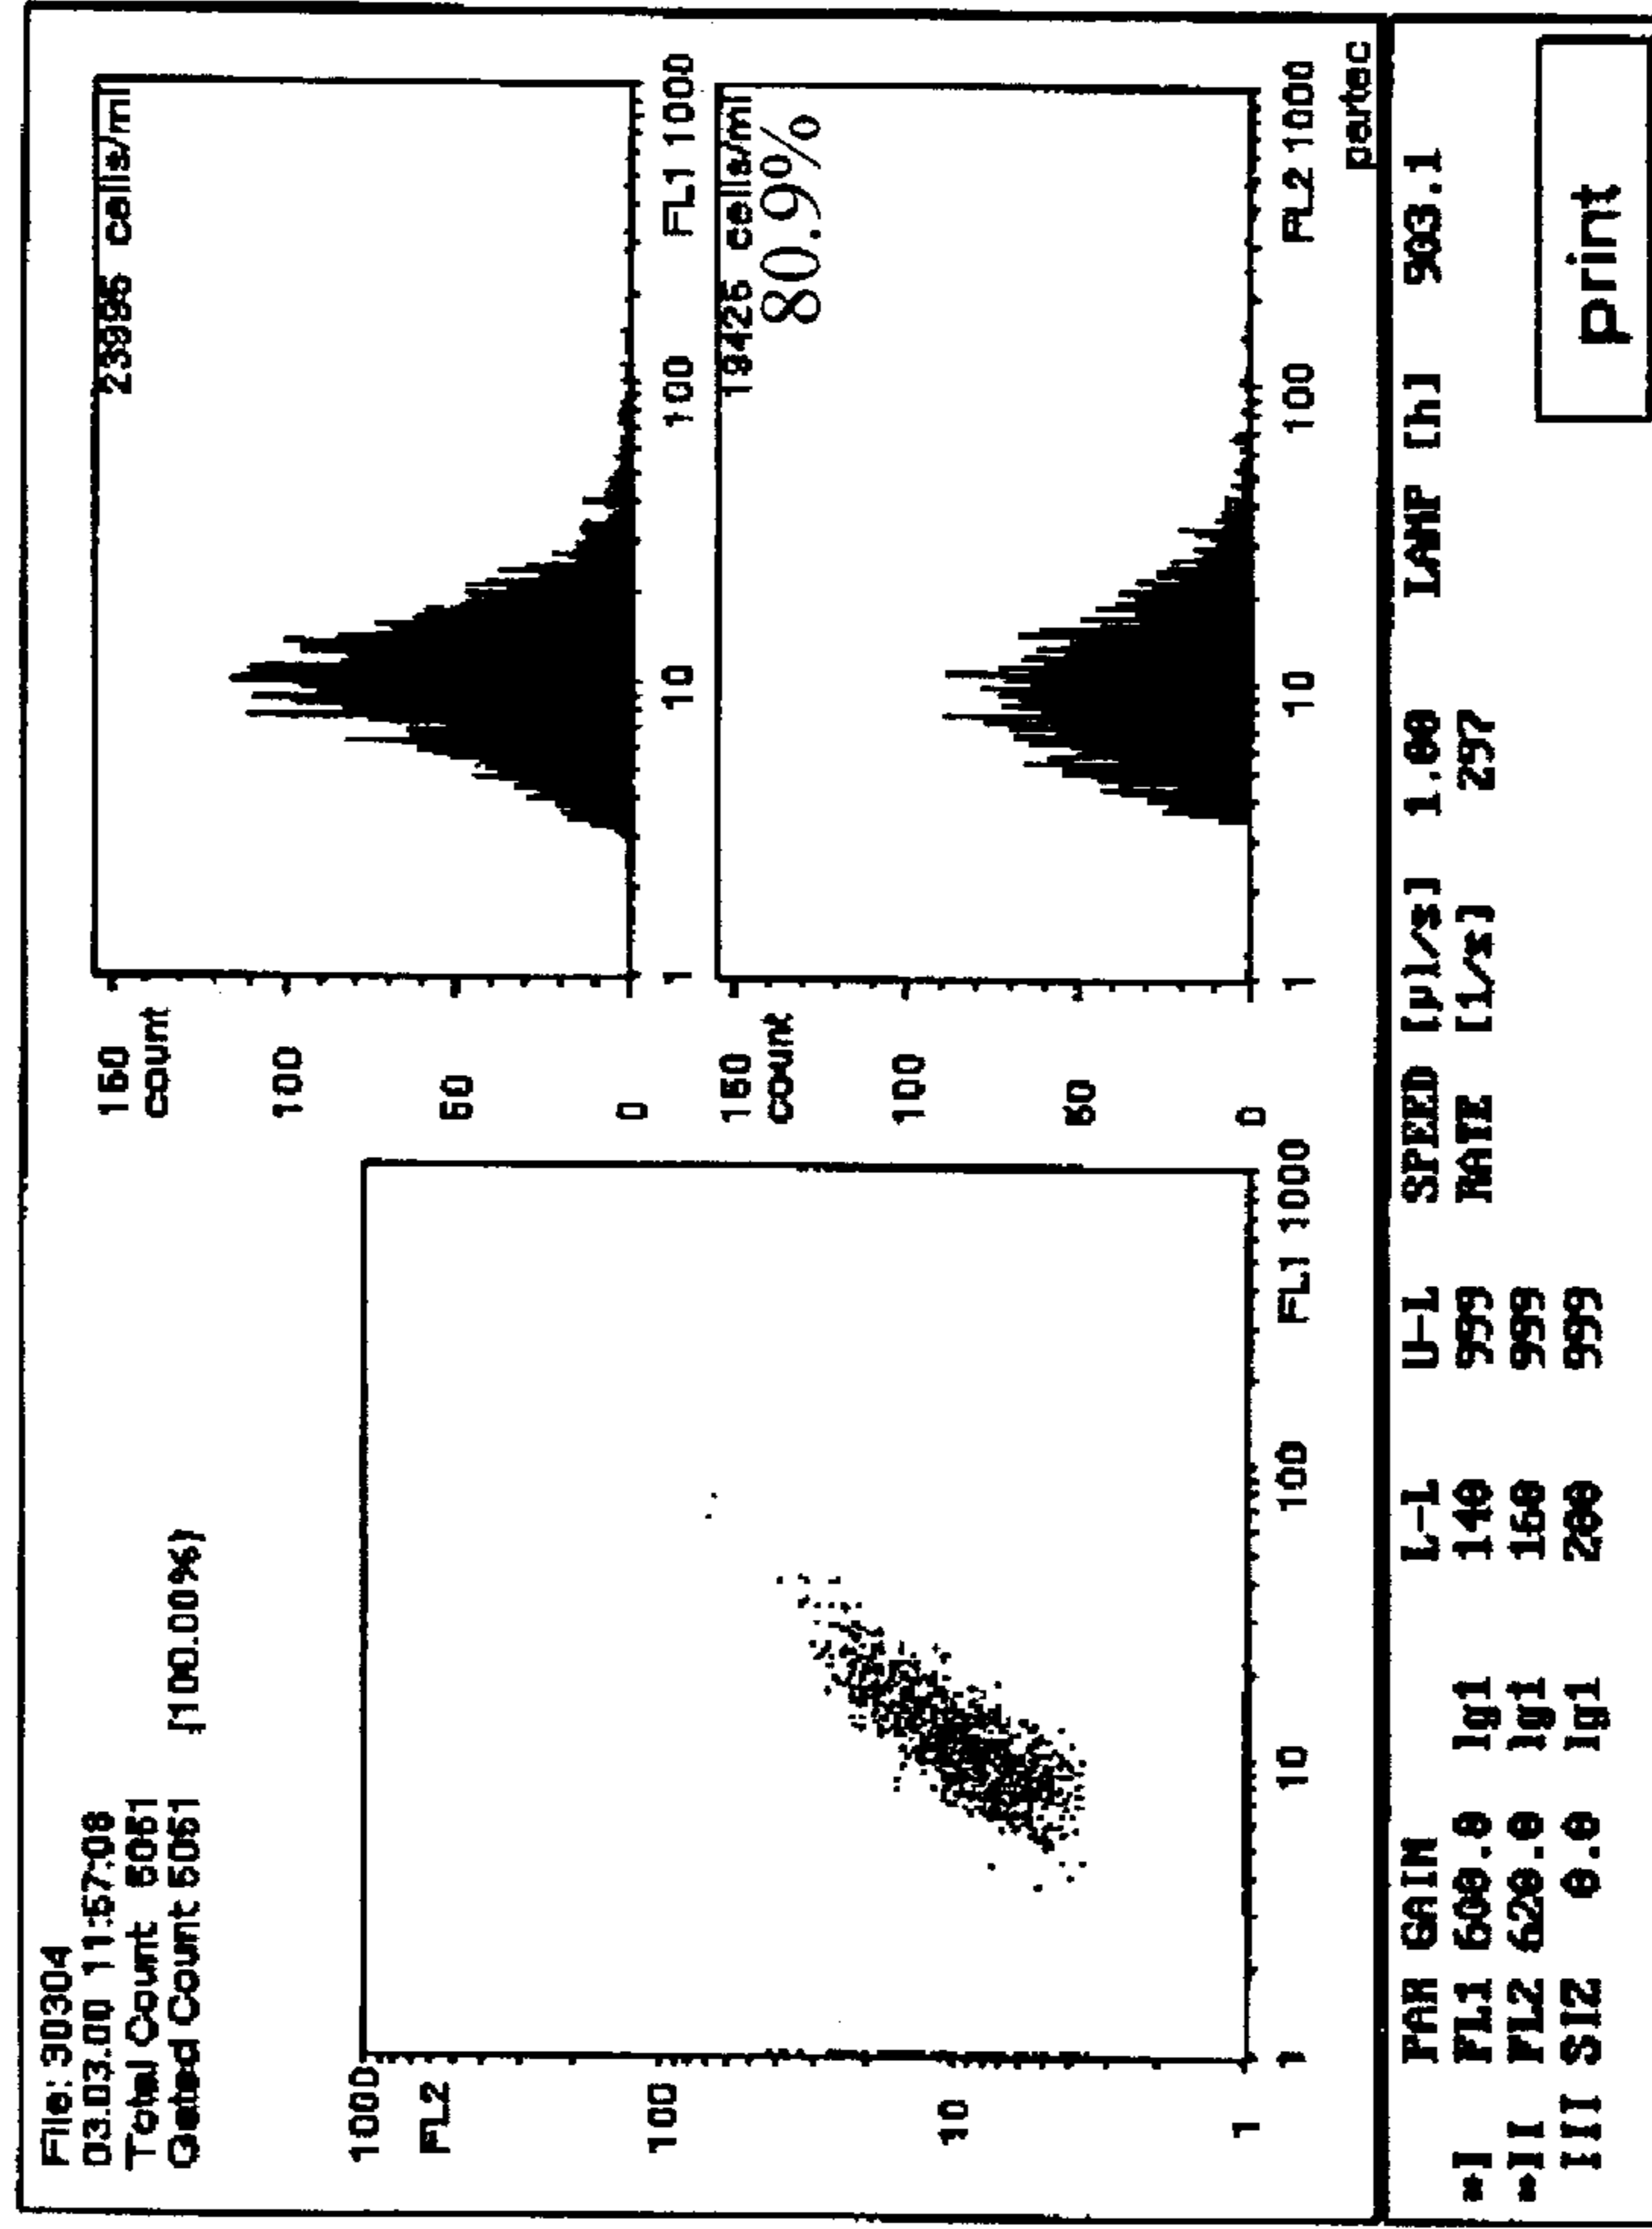 File: 30304
03.03.00 11:57:08
Total Count 5051
Gated Count 5051 [100.00%]
1000
FL2
100
10
1
1
10
100
FL1 1000
150
count
100
50
0
23995 cells/ml
1
10
100
FL1 1000
150
count
100
50
0
19425 cells/ml
80.9%
1
10
100
FL2 1000
partec
PAR GAIN L-L U-L SPEED [µl/s] 1.00 LAMP [h] 903.1
I FL1 600.0 lg1 140 999 RATE [1/s] 297
II FL2 620.0 lg1 160 999
III SIZ 0.0 lg1 200 999
print